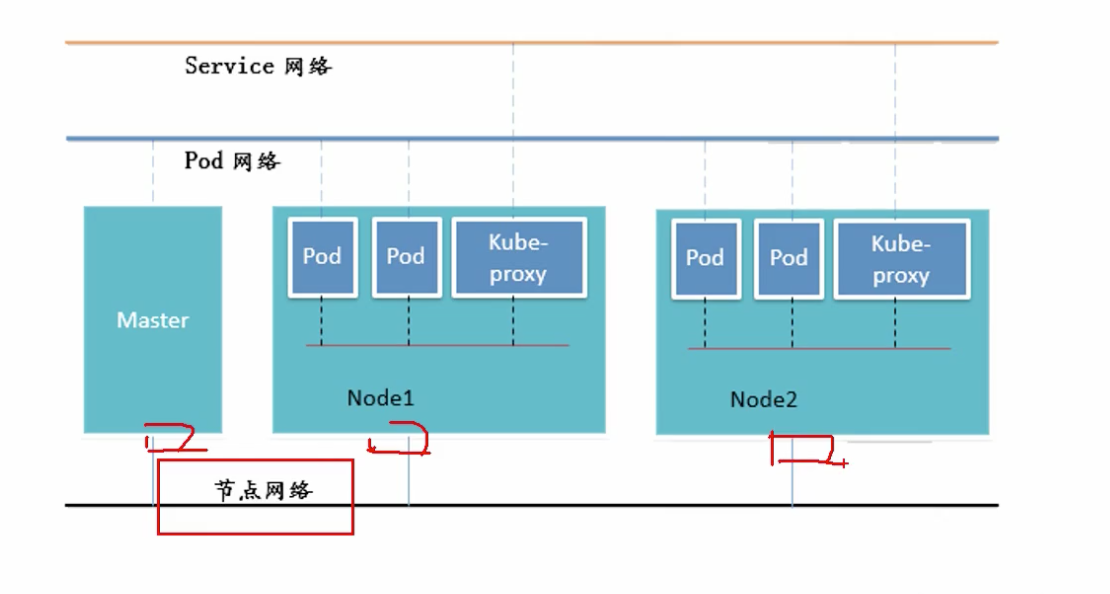 Service 网络
Pod 网络
Pod
Pod
Kube-
proxy
Pod
Pod
Kube-
proxy
Master
Node1
Node2
节点网络